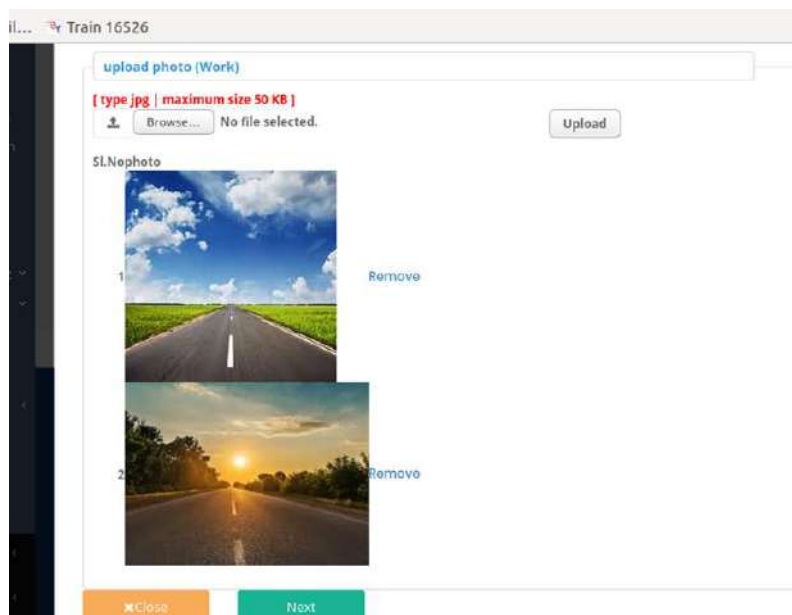 il... Train 16526
upload photo (Work)
[ type jpg | maximum size 50 KB ]
Browse... No file selected. Upload
Sl.Nophoto
1 Remove
2 Remove
×Close Next